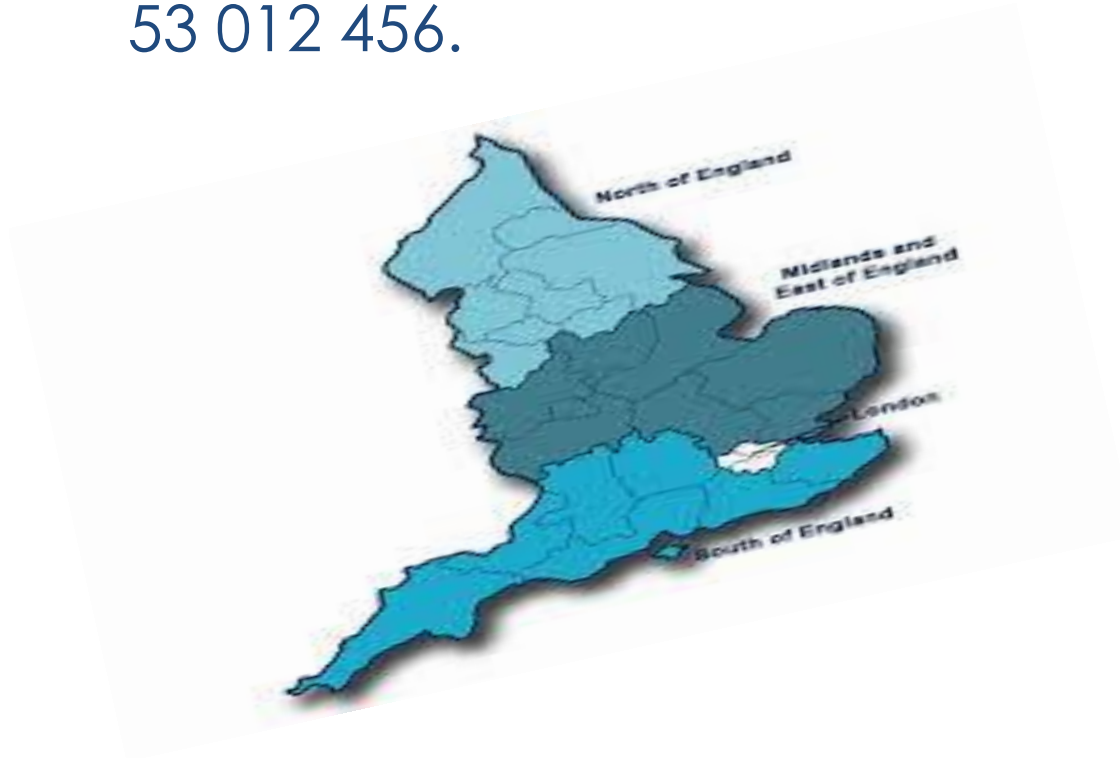 53 012 456.
North of England
Midlands and
East of England
London
South of England